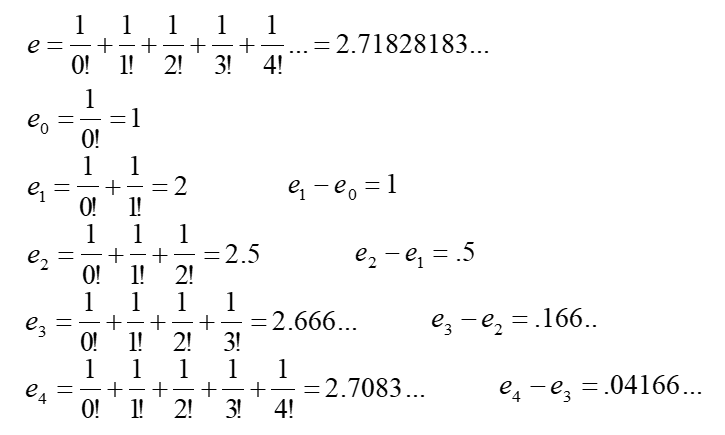 e = 1/0! + 1/1! + 1/2! + 1/3! + 1/4! ... = 2.71828183...
e₀ = 1/0! = 1
e₁ = 1/0! + 1/1! = 2 e₁ − e₀ = 1
e₂ = 1/0! + 1/1! + 1/2! = 2.5 e₂ − e₁ = .5
e₃ = 1/0! + 1/1! + 1/2! + 1/3! = 2.666... e₃ − e₂ = .166..
e₄ = 1/0! + 1/1! + 1/2! + 1/3! + 1/4! = 2.7083... e₄ − e₃ = .04166...